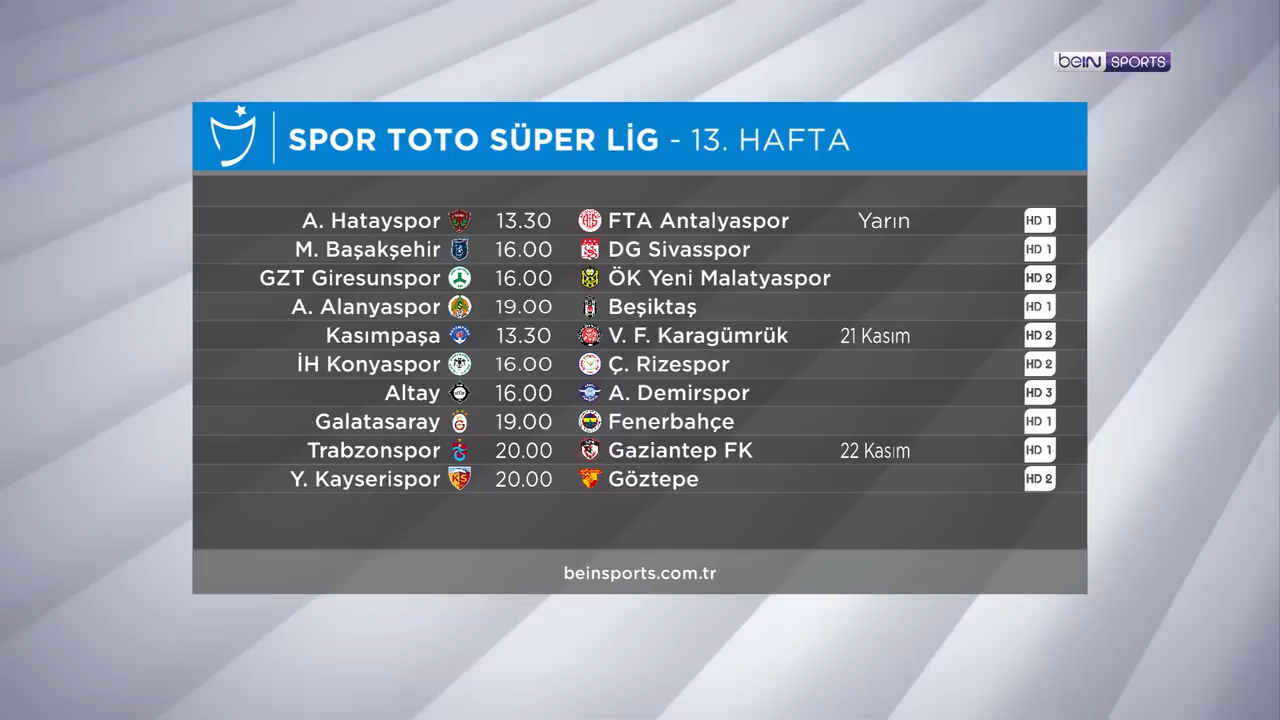 beIN SPORTS
SPOR TOTO SÜPER LİG - 13. HAFTA
A. Hatayspor 13.30 FTA Antalyaspor Yarın HD 1
M. Başakşehir 16.00 DG Sivasspor HD 1
GZT Giresunspor 16.00 ÖK Yeni Malatyaspor HD 2
A. Alanyaspor 19.00 Beşiktaş HD 1
Kasımpaşa 13.30 V. F. Karagümrük 21 Kasım HD 2
İH Konyaspor 16.00 Ç. Rizespor HD 2
Altay 16.00 A. Demirspor HD 3
Galatasaray 19.00 Fenerbahçe HD 1
Trabzonspor 20.00 Gaziantep FK 22 Kasım HD 1
Y. Kayserispor 20.00 Göztepe HD 2
beinsports.com.tr